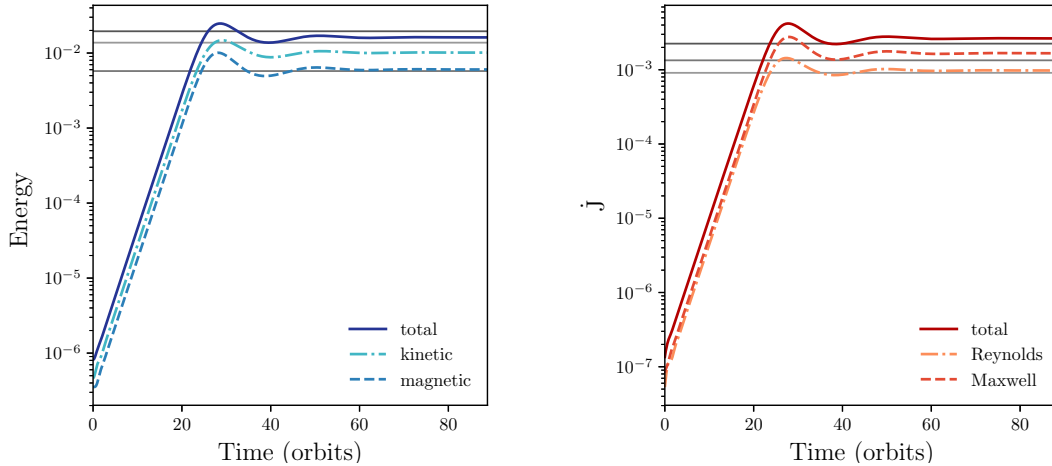 Energy
10⁻²
10⁻³
10⁻⁴
10⁻⁵
10⁻⁶
total
kinetic
magnetic
0 20 40 60 80
Time (orbits)
J̇
10⁻³
10⁻⁴
10⁻⁵
10⁻⁶
10⁻⁷
total
Reynolds
Maxwell
0 20 40 60 80
Time (orbits)